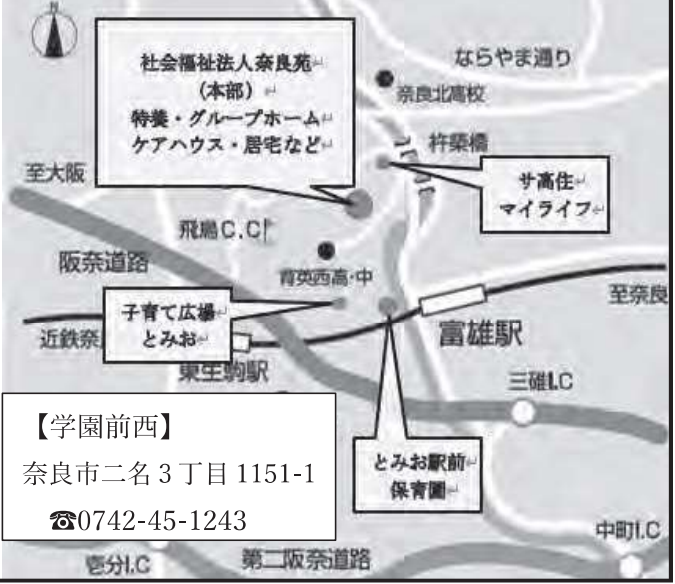 N
社会福祉法人奈良苑
(本部)
特養・グループホーム
ケアハウス・居宅など
ならやま通り
奈良北高校
杵築橋
サ高住
マイライフ
至大阪
飛鳥C.C
阪奈道路
育英西高・中
至奈良
子育て広場
とみお
近鉄奈
富雄駅
東生駒駅
三碓I.C
【学園前西】
奈良市二名3丁目1151-1
☎0742-45-1243
とみお駅前
保育園
中町I.C
壱分I.C
第二阪奈道路